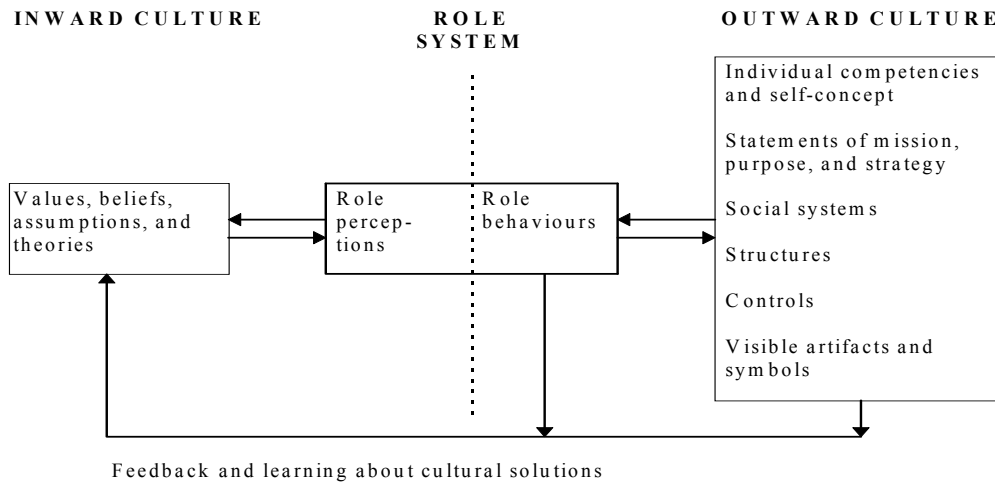 INWARD CULTURE
ROLE
SYSTEM
OUTWARD CULTURE
Values, beliefs,
assumptions, and
theories
Role
percep-
tions
Role
behaviours
Individual competencies
and self-concept
Statements of mission,
purpose, and strategy
Social systems
Structures
Controls
Visible artifacts and
symbols
Feedback and learning about cultural solutions